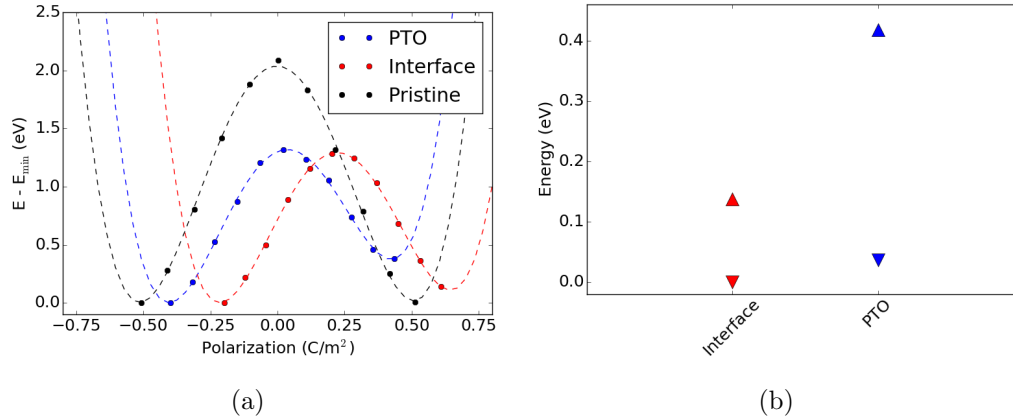 2.5
2.0
1.5
1.0
0.5
0.0
E - E_min (eV)
PTO
Interface
Pristine
−0.75 −0.50 −0.25 0.00 0.25 0.50 0.75
Polarization (C/m²)
(a)
0.4
0.3
0.2
0.1
0.0
Energy (eV)
Interface
PTO
(b)